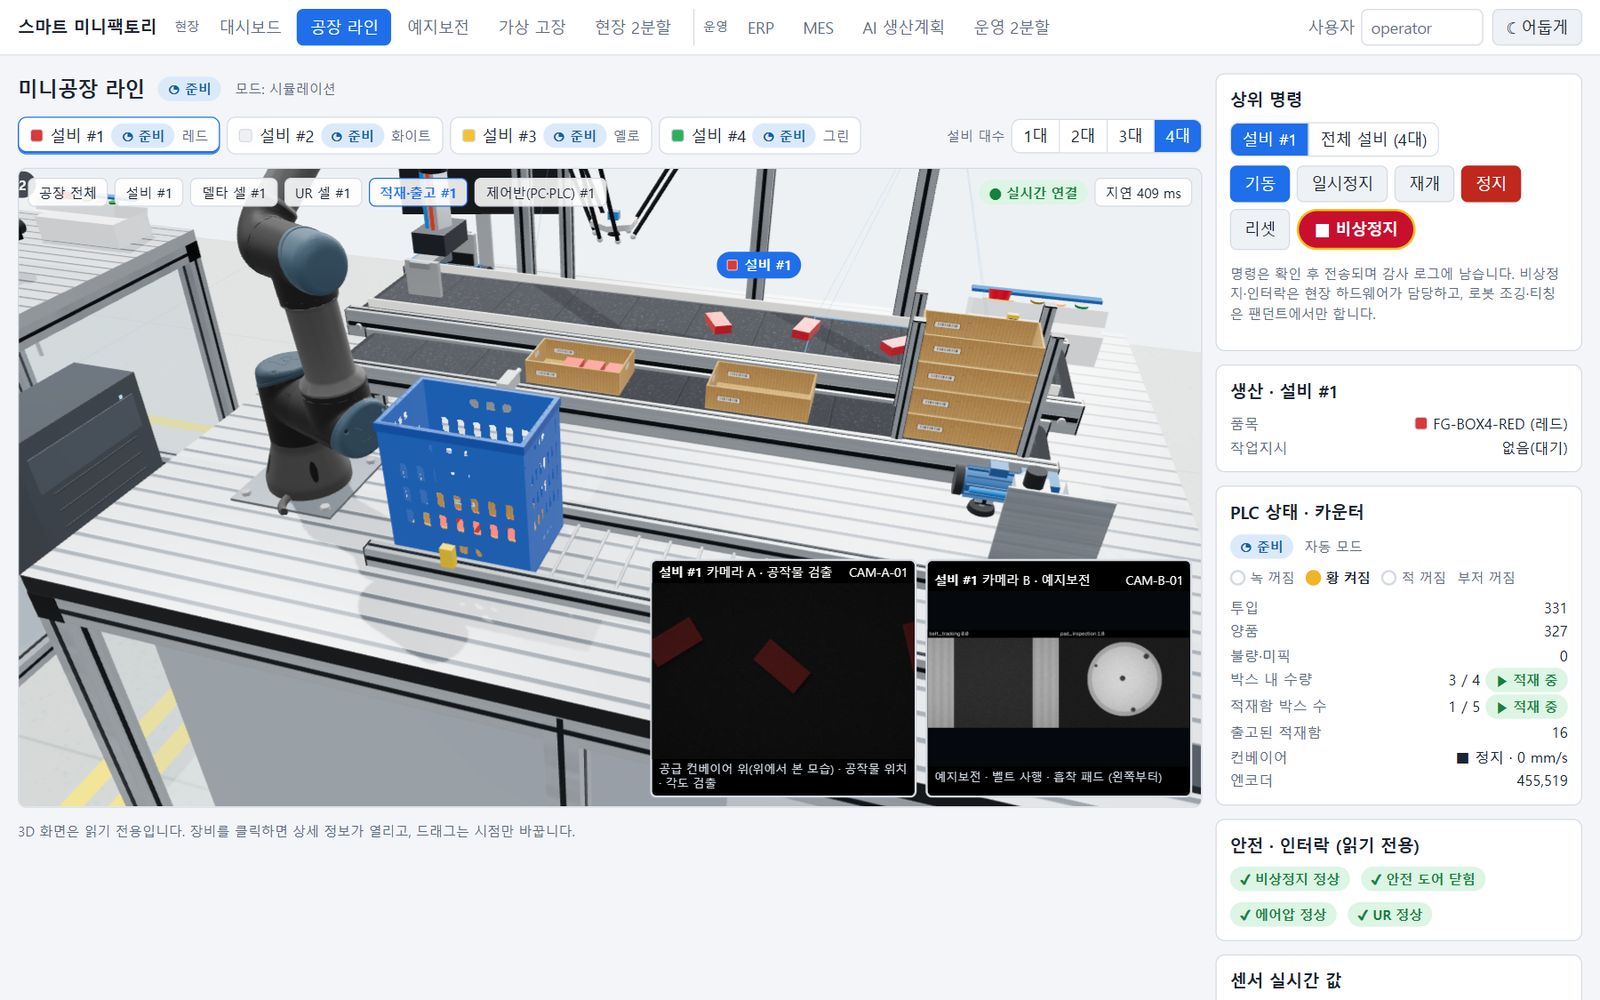 스마트 미니팩토리 현장 대시보드 공장 라인 예지보전 가상 고장 현장 2분할 운영 ERP MES AI 생산계획 운영 2분할 사용자 operator ☾ 어둡게
미니공장 라인 준비 모드: 시뮬레이션
설비 #1 준비 레드 설비 #2 준비 화이트 설비 #3 준비 옐로 설비 #4 준비 그린 설비 대수 1대 2대 3대 4대
2 공장 전체 설비 #1 델타 셀 #1 UR 셀 #1 적재·출고 #1 제어반(PC·PLC) #1 실시간 연결 지연 409 ms
설비 #1
설비 #1 카메라 A · 공작물 검출 CAM-A-01
공급 컨베이어 위(위에서 본 모습) · 공작물 위치
· 각도 검출
설비 #1 카메라 B · 예지보전 CAM-B-01
예지보전 · 벨트 사행 · 흡착 패드 (왼쪽부터)
3D 화면은 읽기 전용입니다. 장비를 클릭하면 상세 정보가 열리고, 드래그는 시점만 바꿉니다.
상위 명령
설비 #1 전체 설비 (4대)
기동 일시정지 재개 정지
리셋 비상정지
명령은 확인 후 전송되며 감사 로그에 남습니다. 비상정
지·인터락은 현장 하드웨어가 담당하고, 로봇 조깅·티칭
은 팬던트에서만 합니다.
생산 · 설비 #1
품목 FG-BOX4-RED (레드)
작업지시 없음(대기)
PLC 상태 · 카운터
준비 자동 모드
녹 꺼짐 황 켜짐 적 꺼짐 부저 꺼짐
투입 331
양품 327
불량·미픽 0
박스 내 수량 3 / 4 ▶ 적재 중
적재함 박스 수 1 / 5 ▶ 적재 중
출고된 적재함 16
컨베이어 ■ 정지 · 0 mm/s
엔코더 455,519
안전 · 인터락 (읽기 전용)
✓ 비상정지 정상 ✓ 안전 도어 닫힘
✓ 에어압 정상 ✓ UR 정상
센서 실시간 값